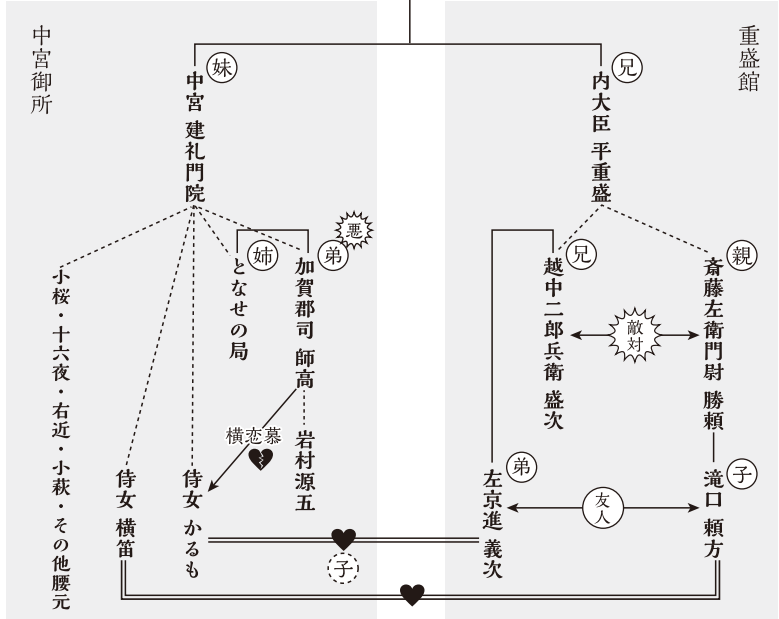 重盛館
兄
内大臣 平重盛
親
斎藤左衛門尉 勝頼
兄
越中二郎兵衛 盛次
敵対
子
滝口 頼方
弟
左京進 義次
友人
中宮御所
妹
中宮 建礼門院
悪
弟
加賀郡司 師高
姉
となせの局
岩村源五
横恋慕
侍女 かるも
子
侍女 横笛
小桜・十六夜・右近・小萩・その他腰元